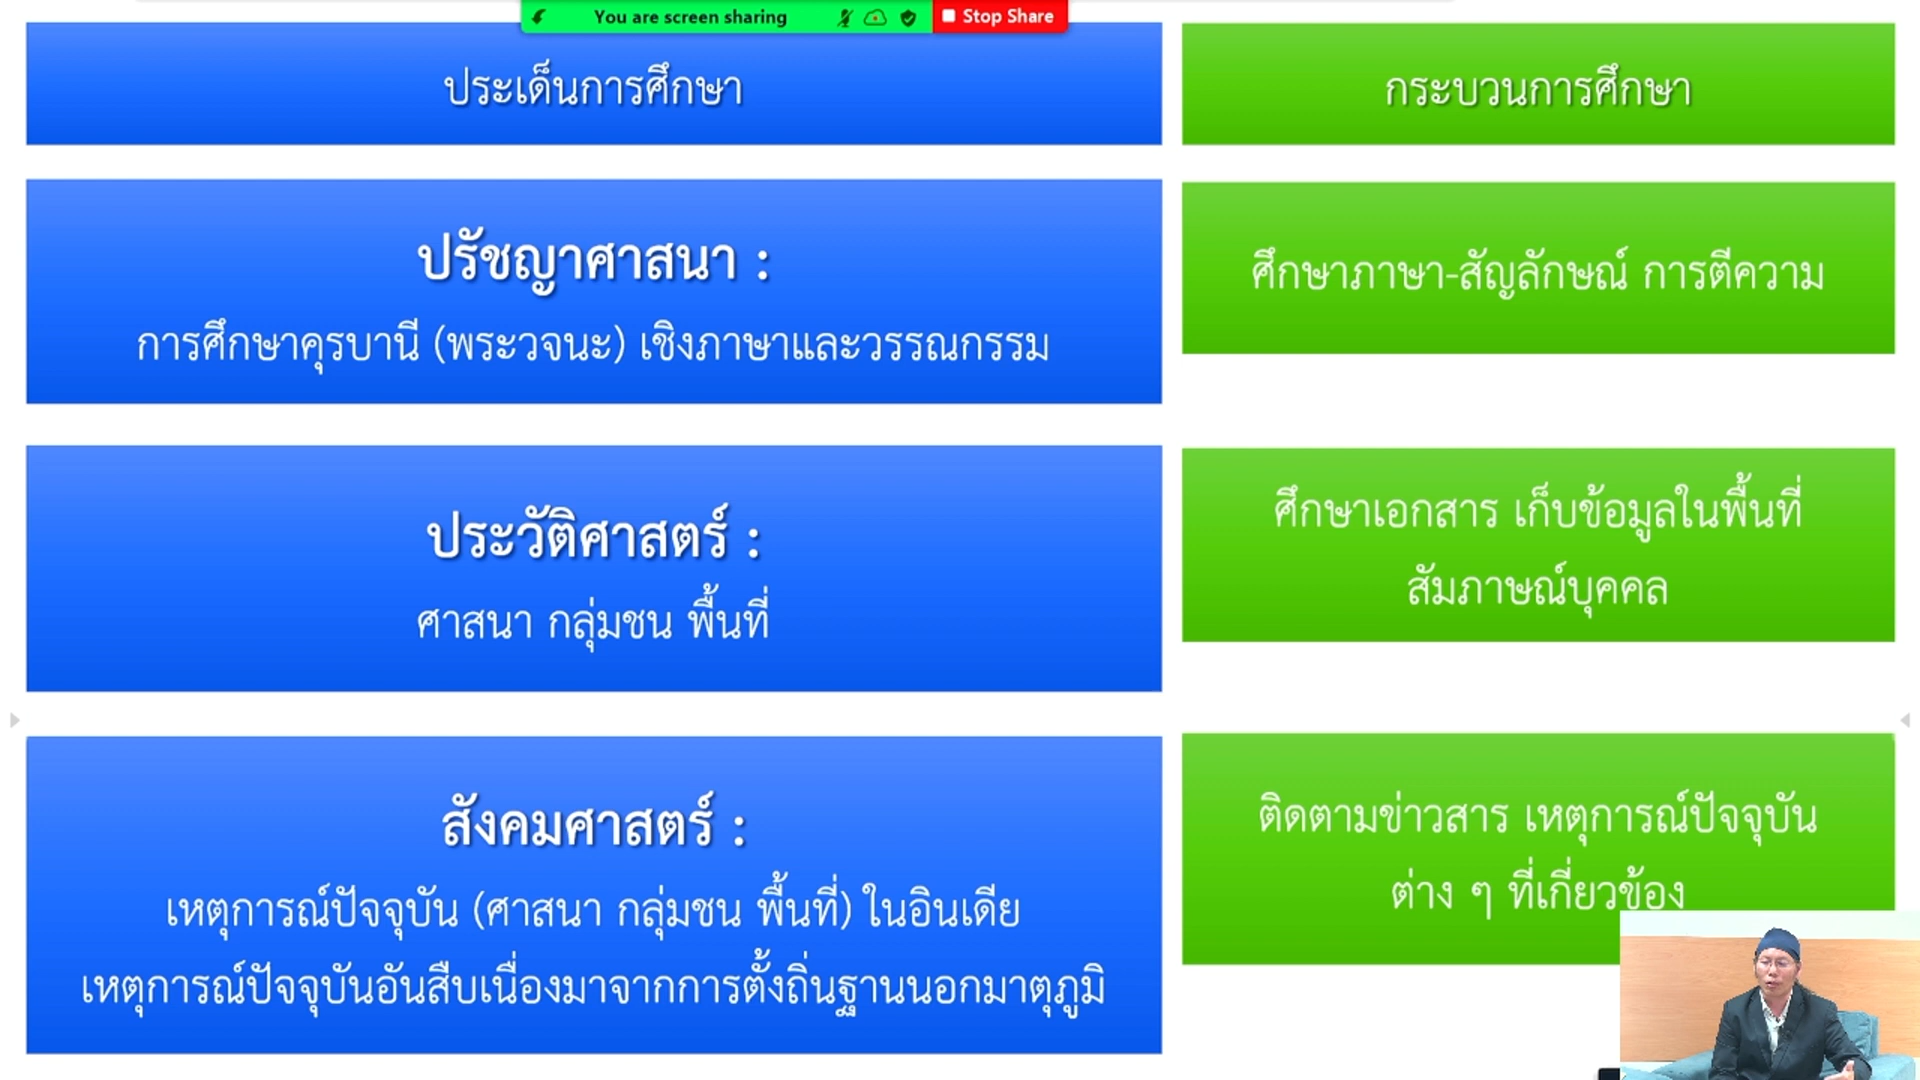 You are screen sharing
Stop Share
ประเด็นการศึกษา
กระบวนการศึกษา
ปรัชญาศาสนา :
การศึกษาคุรบานี (พระวจนะ) เชิงภาษาและวรรณกรรม
ศึกษาภาษา-สัญลักษณ์ การตีความ
ประวัติศาสตร์ :
ศาสนา กลุ่มชน พื้นที่
ศึกษาเอกสาร เก็บข้อมูลในพื้นที่
สัมภาษณ์บุคคล
สังคมศาสตร์ :
เหตุการณ์ปัจจุบัน (ศาสนา กลุ่มชน พื้นที่) ในอินเดีย
เหตุการณ์ปัจจุบันอันสืบเนื่องมาจากการตั้งถิ่นฐานนอกมาตุภูมิ
ติดตามข่าวสาร เหตุการณ์ปัจจุบัน
ต่าง ๆ ที่เกี่ยวข้อง